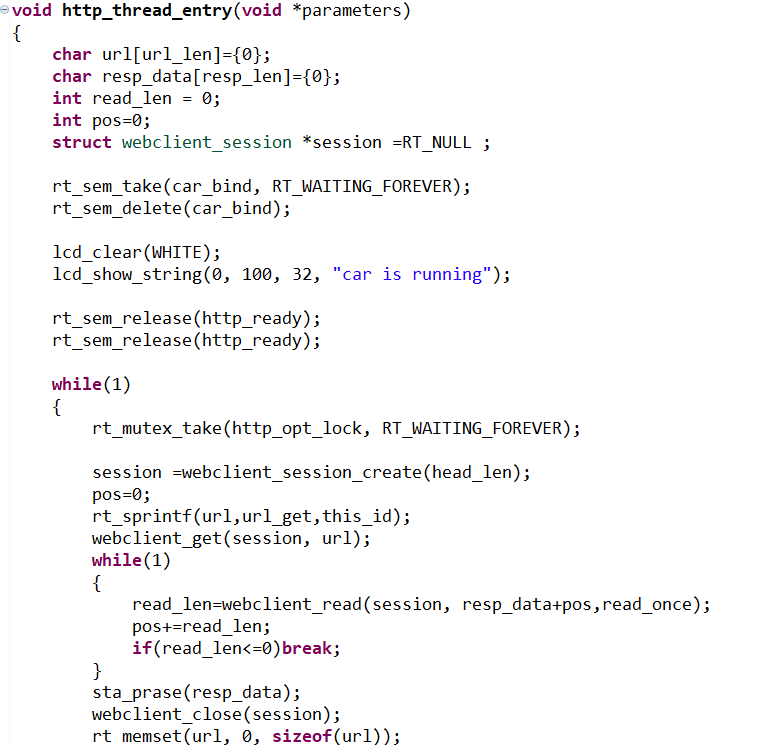 void http_thread_entry(void *parameters)
{
    char url[url_len]={0};
    char resp_data[resp_len]={0};
    int read_len = 0;
    int pos=0;
    struct webclient_session *session =RT_NULL ;

    rt_sem_take(car_bind, RT_WAITING_FOREVER);
    rt_sem_delete(car_bind);

    lcd_clear(WHITE);
    lcd_show_string(0, 100, 32, "car is running");

    rt_sem_release(http_ready);
    rt_sem_release(http_ready);

    while(1)
    {
        rt_mutex_take(http_opt_lock, RT_WAITING_FOREVER);

        session =webclient_session_create(head_len);
        pos=0;
        rt_sprintf(url,url_get,this_id);
        webclient_get(session, url);
        while(1)
        {
            read_len=webclient_read(session, resp_data+pos,read_once);
            pos+=read_len;
            if(read_len<=0)break;
        }
        sta_prase(resp_data);
        webclient_close(session);
        rt_memset(url, 0, sizeof(url));